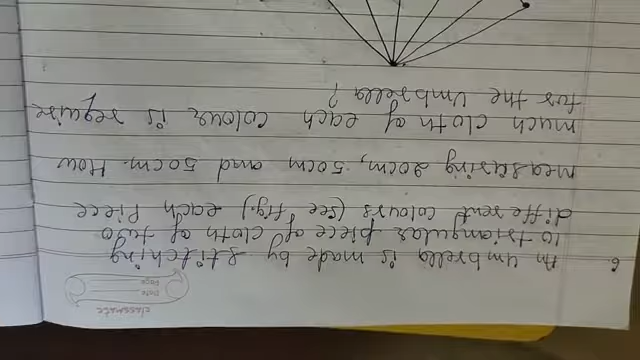 classmate
Date
Page
6 An Umbrella is made by stitching
10 triangular piece of cloth of two
different colours (see fig.) each Piece
measuring 20cm, 50cm and 50cm. How
much cloth of each colour is require
for the Umbrella?